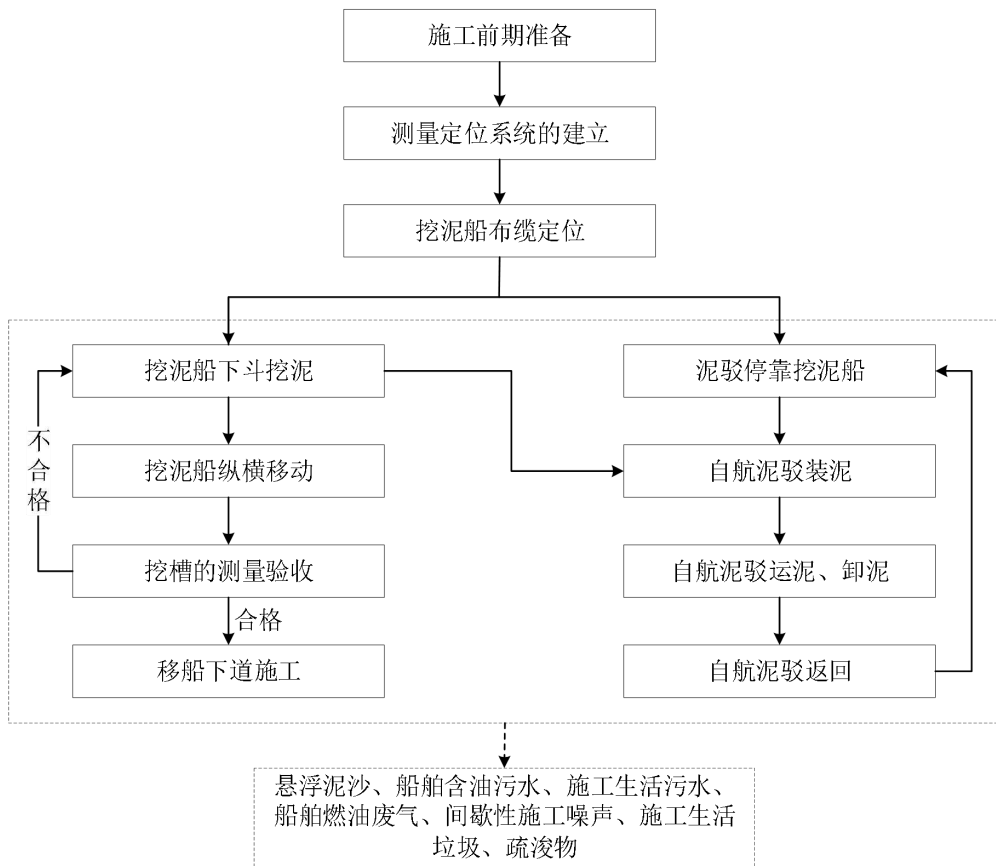 施工前期准备
测量定位系统的建立
挖泥船布缆定位
挖泥船下斗挖泥
泥驳停靠挖泥船
不合格
挖泥船纵横移动
自航泥驳装泥
挖槽的测量验收
自航泥驳运泥、卸泥
合格
移船下道施工
自航泥驳返回
悬浮泥沙、船舶含油污水、施工生活污水、
船舶燃油废气、间歇性施工噪声、施工生活
垃圾、疏浚物